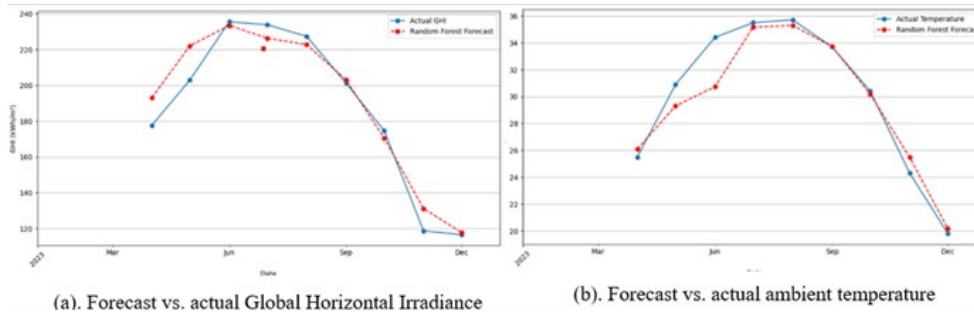 240
220
200
180
160
140
120
GHI (kWh/m²)
Actual GHI
Random Forest Forecast
2023
Mar
Jun
Sep
Dec
(a). Forecast vs. actual Global Horizontal Irradiance
36
34
32
30
28
26
24
22
20
Actual Temperature
Random Forest Foreca
2023
Mar
Jun
Sep
Dec
(b). Forecast vs. actual ambient temperature